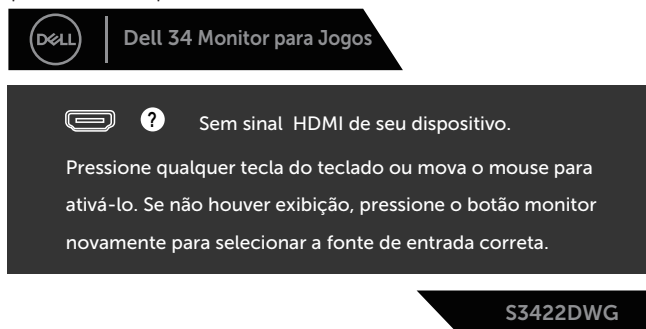 DELL
Dell 34 Monitor para Jogos
? Sem sinal HDMI de seu dispositivo.
Pressione qualquer tecla do teclado ou mova o mouse para
ativá-lo. Se não houver exibição, pressione o botão monitor
novamente para selecionar a fonte de entrada correta.
S3422DWG